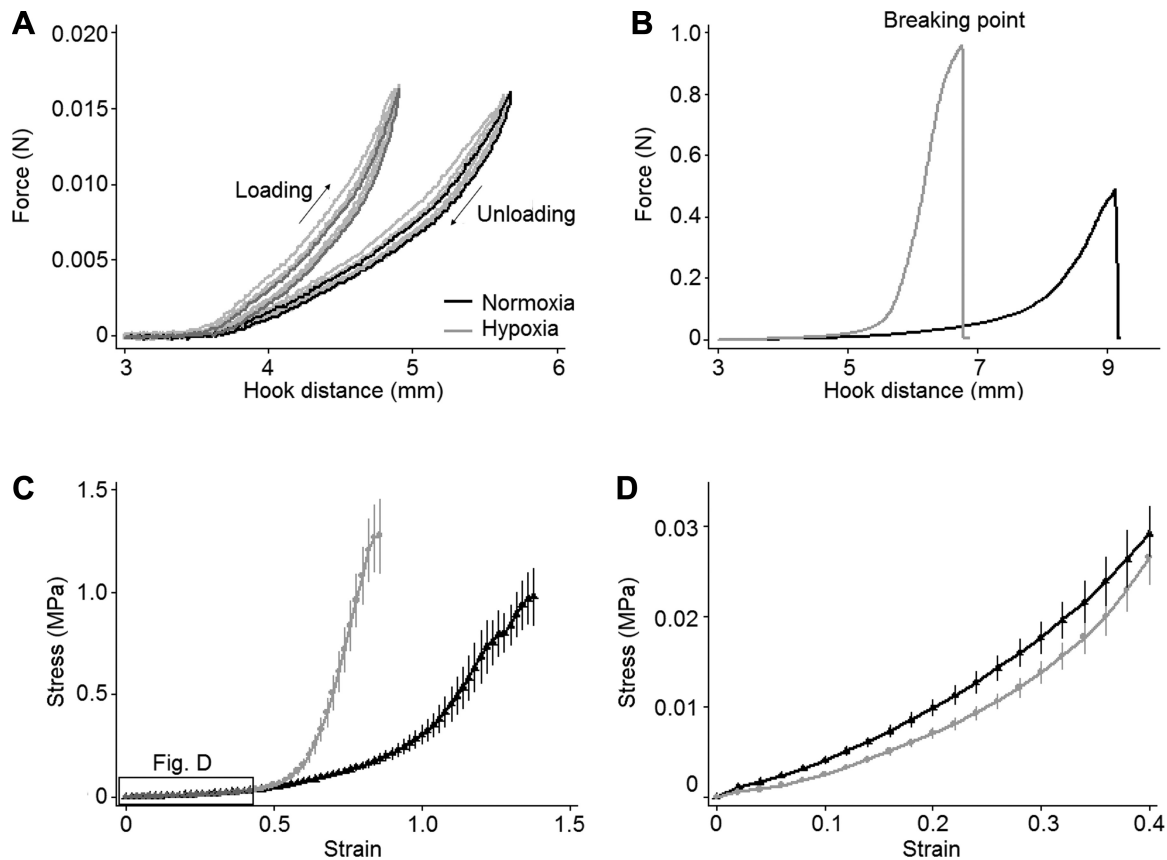 A
Force (N)
0.020
0.015
0.010
0.005
0
Loading
Unloading
Normoxia
Hypoxia
3
4
5
6
Hook distance (mm)
B
Breaking point
Force (N)
1.0
0.8
0.6
0.4
0.2
0
3
5
7
9
Hook distance (mm)
C
Stress (MPa)
1.5
1.0
0.5
0
Fig. D
0
0.5
1.0
1.5
Strain
D
Stress (MPa)
0.03
0.02
0.01
0
0
0.1
0.2
0.3
0.4
Strain